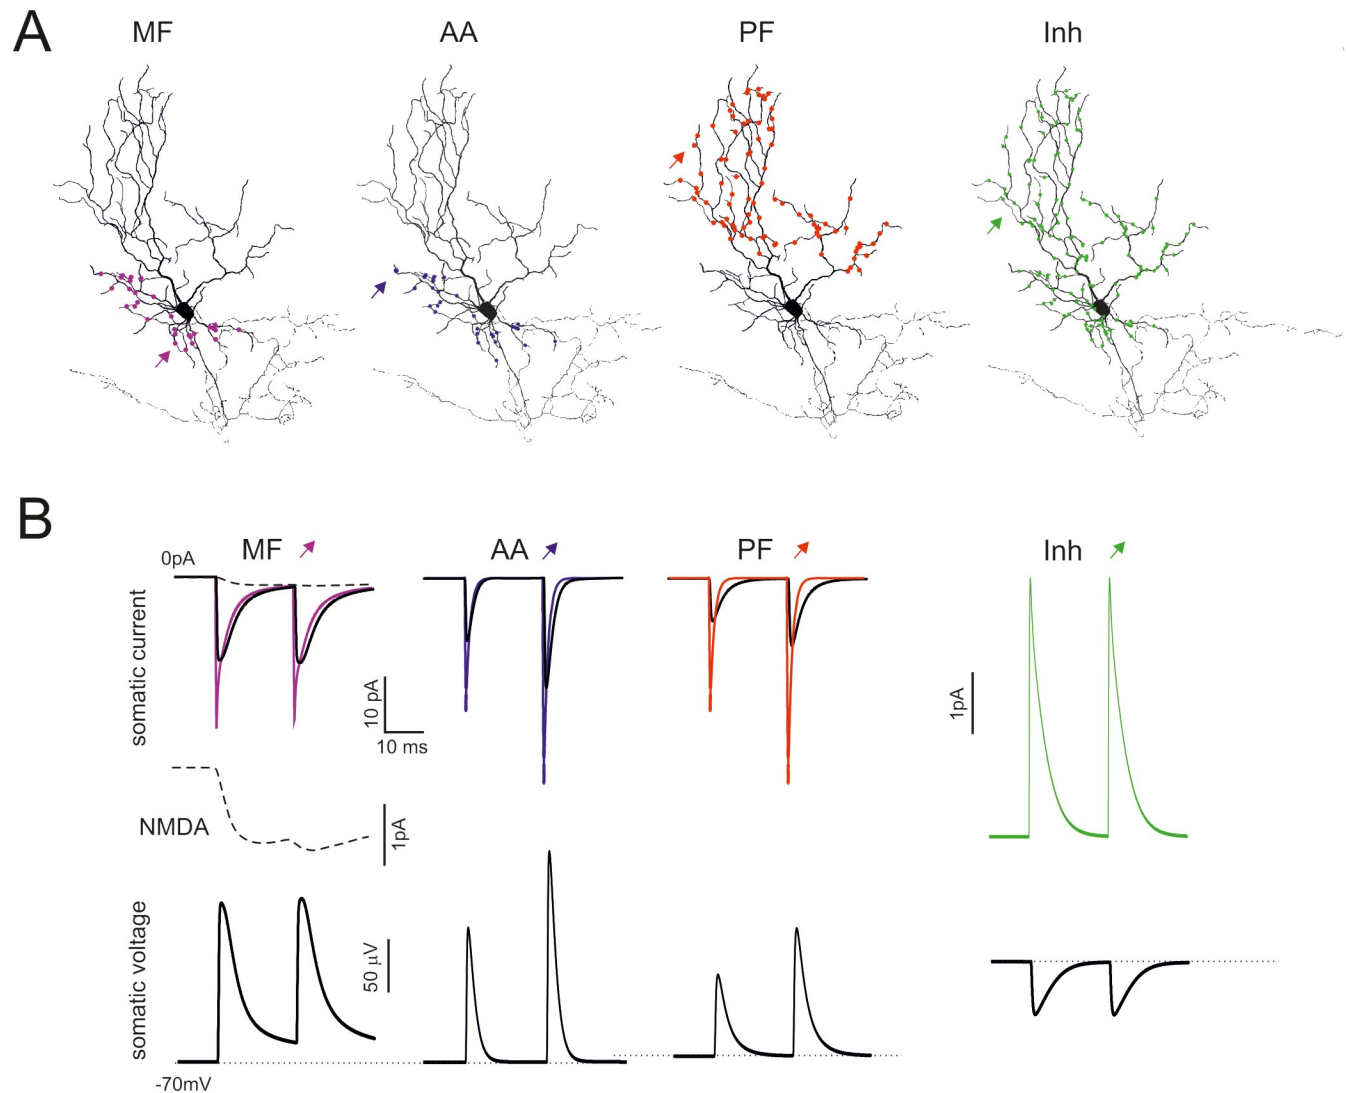 A
MF
AA
PF
Inh
B
MF
AA
PF
Inh
0pA
somatic current
10 pA
10 ms
1pA
NMDA
1pA
somatic voltage
50 µV
-70mV